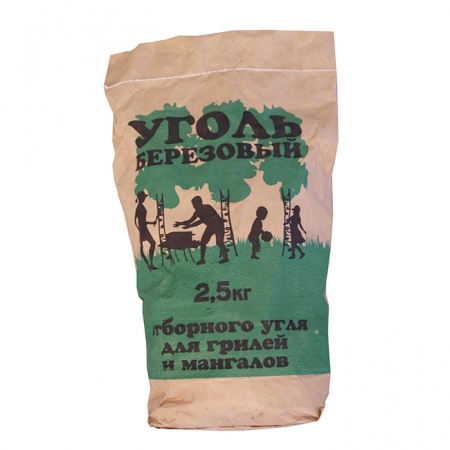 УГОЛЬ
БЕРЕЗОВЫЙ
2,5кг
отборного угля
для грилей
и мангалов